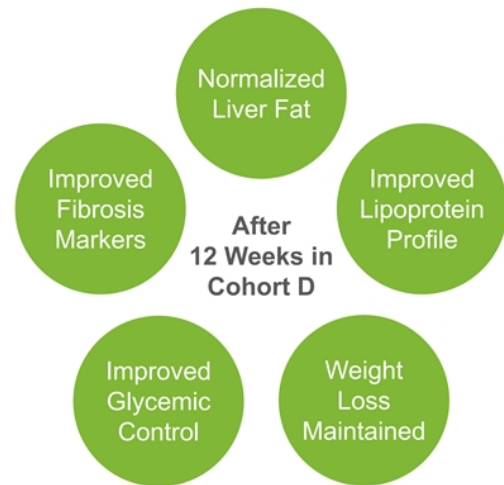 Normalized
Liver Fat
Improved
Fibrosis
Markers
Improved
Lipoprotein
Profile
After
12 Weeks in
Cohort D
Improved
Glycemic
Control
Weight
Loss
Maintained